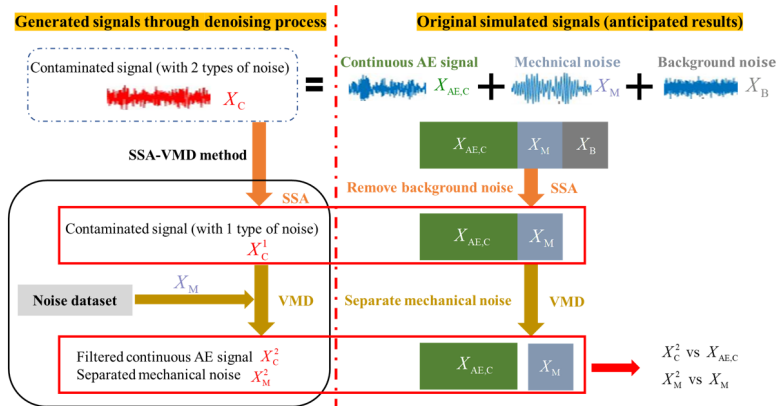 Generated signals through denoising process
Original simulated signals (anticipated results)
Contaminated signal (with 2 types of noise)
X_C
=
Continuous AE signal
X_AE,C
+
Mechnical noise
X_M
+
Background noise
X_B
X_AE,C X_M X_B
SSA-VMD method
SSA
Remove background noise
SSA
Contaminated signal (with 1 type of noise)
X_C^1
X_AE,C X_M
Noise dataset
X_M
VMD
Separate mechanical noise
VMD
Filtered continuous AE signal X_C^2
Separated mechanical noise X_M^2
X_AE,C X_M
X_C^2 vs X_AE,C
X_M^2 vs X_M